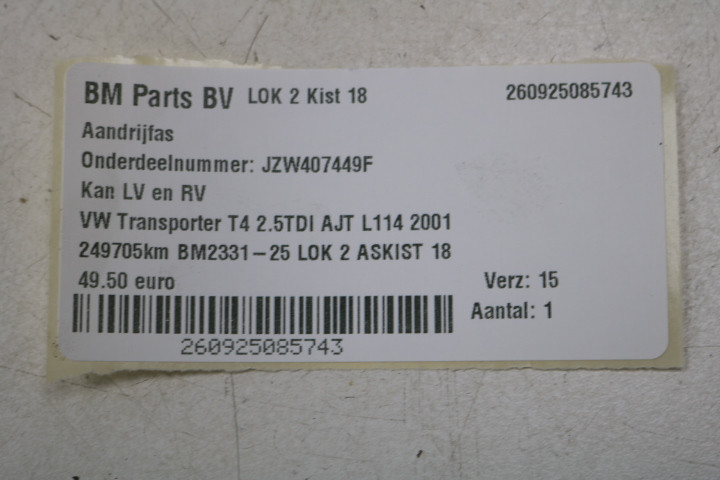 BM Parts BV LOK 2 Kist 18 260925085743
Aandrijfas
Onderdeelnummer: JZW407449F
Kan LV en RV
VW Transporter T4 2.5TDI AJT L114 2001
249705km BM2331-25 LOK 2 ASKIST 18
49.50 euro Verz: 15
Aantal: 1
260925085743